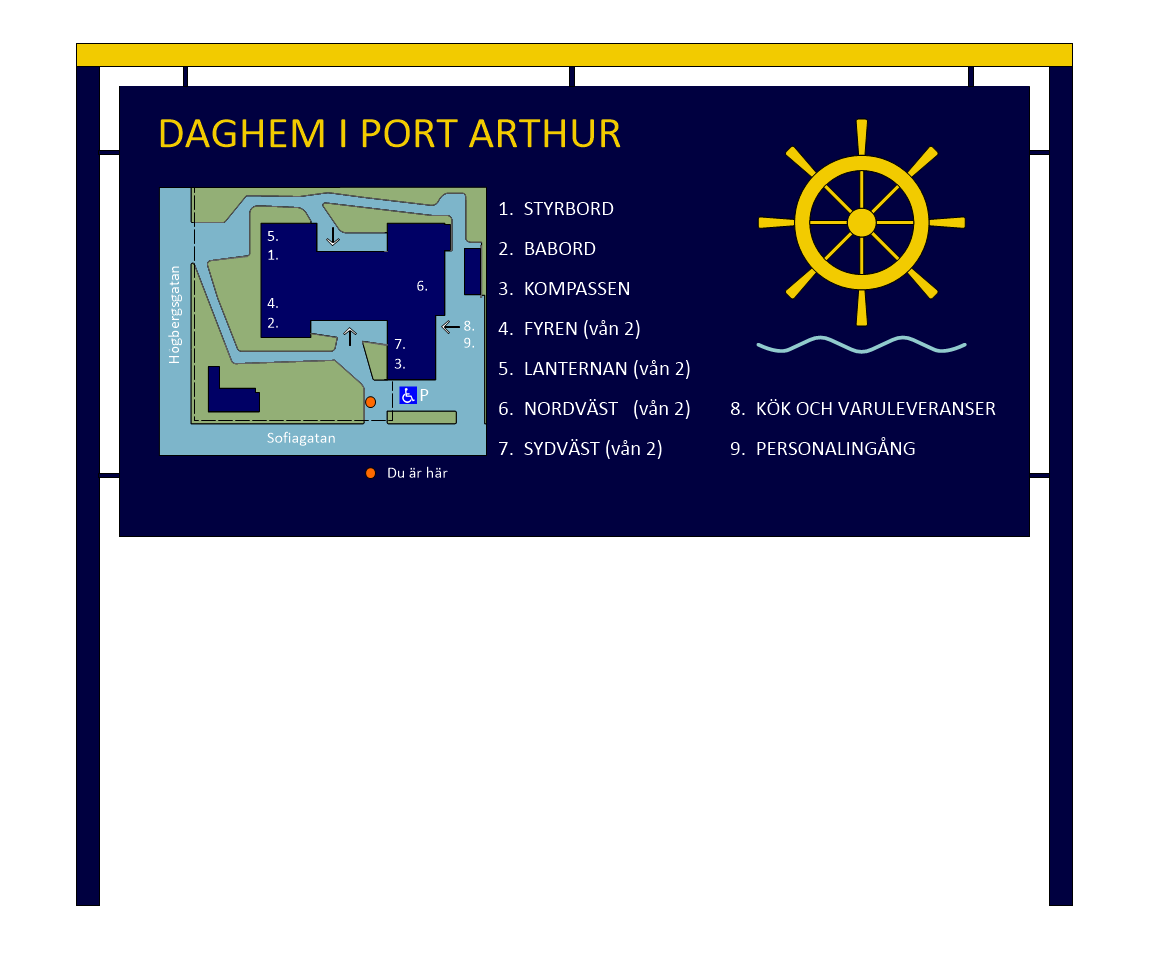 DAGHEM I PORT ARTHUR
5.
1.
4.
2.
6.
8.
9.
7.
3.
P
Högbergsgatan
Sofiagatan
Du är här
1. STYRBORD
2. BABORD
3. KOMPASSEN
4. FYREN (vån 2)
5. LANTERNAN (vån 2)
6. NORDVÄST (vån 2)
7. SYDVÄST (vån 2)
8. KÖK OCH VARULEVERANSER
9. PERSONALINGÅNG